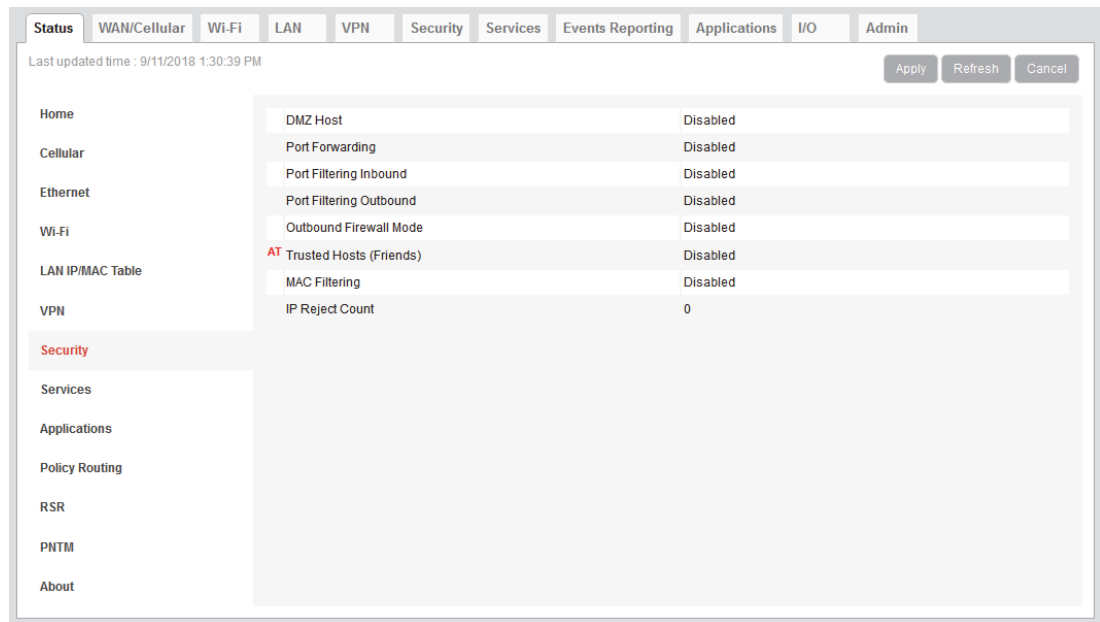 Status WAN/Cellular Wi-Fi LAN VPN Security Services Events Reporting Applications I/O Admin
Last updated time : 9/11/2018 1:30:39 PM
Apply Refresh Cancel
Home
Cellular
Ethernet
Wi-Fi
LAN IP/MAC Table
VPN
Security
Services
Applications
Policy Routing
RSR
PNTM
About
DMZ Host Disabled
Port Forwarding Disabled
Port Filtering Inbound Disabled
Port Filtering Outbound Disabled
Outbound Firewall Mode Disabled
AT Trusted Hosts (Friends) Disabled
MAC Filtering Disabled
IP Reject Count 0